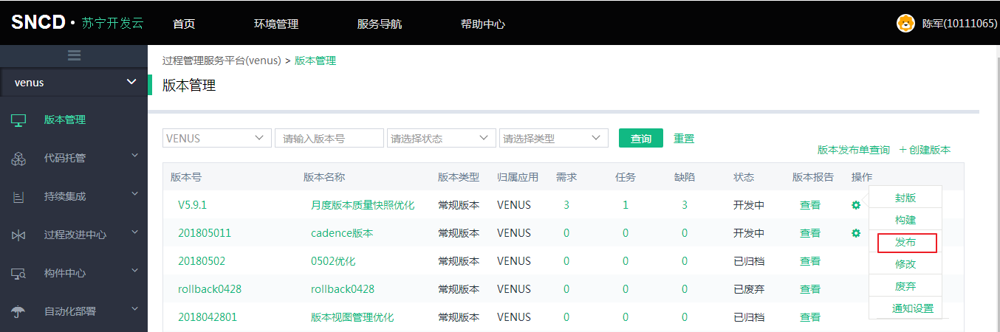 SNCD·苏宁开发云 首页 环境管理 服务导航 帮助中心 陈军(10111065)
过程管理服务平台(venus) > 版本管理
venus
版本管理
版本管理
代码托管
持续集成
过程改进中心
构件中心
自动化部署
VENUS 请输入版本号 请选择状态 请选择类型 查询 重置
版本发布单查询 + 创建版本
版本号 版本名称 版本类型 归属应用 需求 任务 缺陷 状态 版本报告 操作
V5.9.1 月度版本质量快照优化 常规版本 VENUS 3 1 3 开发中 查看
201805011 cadence版本 常规版本 VENUS 0 0 0 开发中 查看
20180502 0502优化 常规版本 VENUS 0 0 0 已归档 查看
rollback0428 rollback0428 常规版本 VENUS 0 0 0 已废弃 查看
2018042801 版本视图管理优化 常规版本 VENUS 0 0 0 已归档 查看
封版
构建
发布
修改
废弃
通知设置